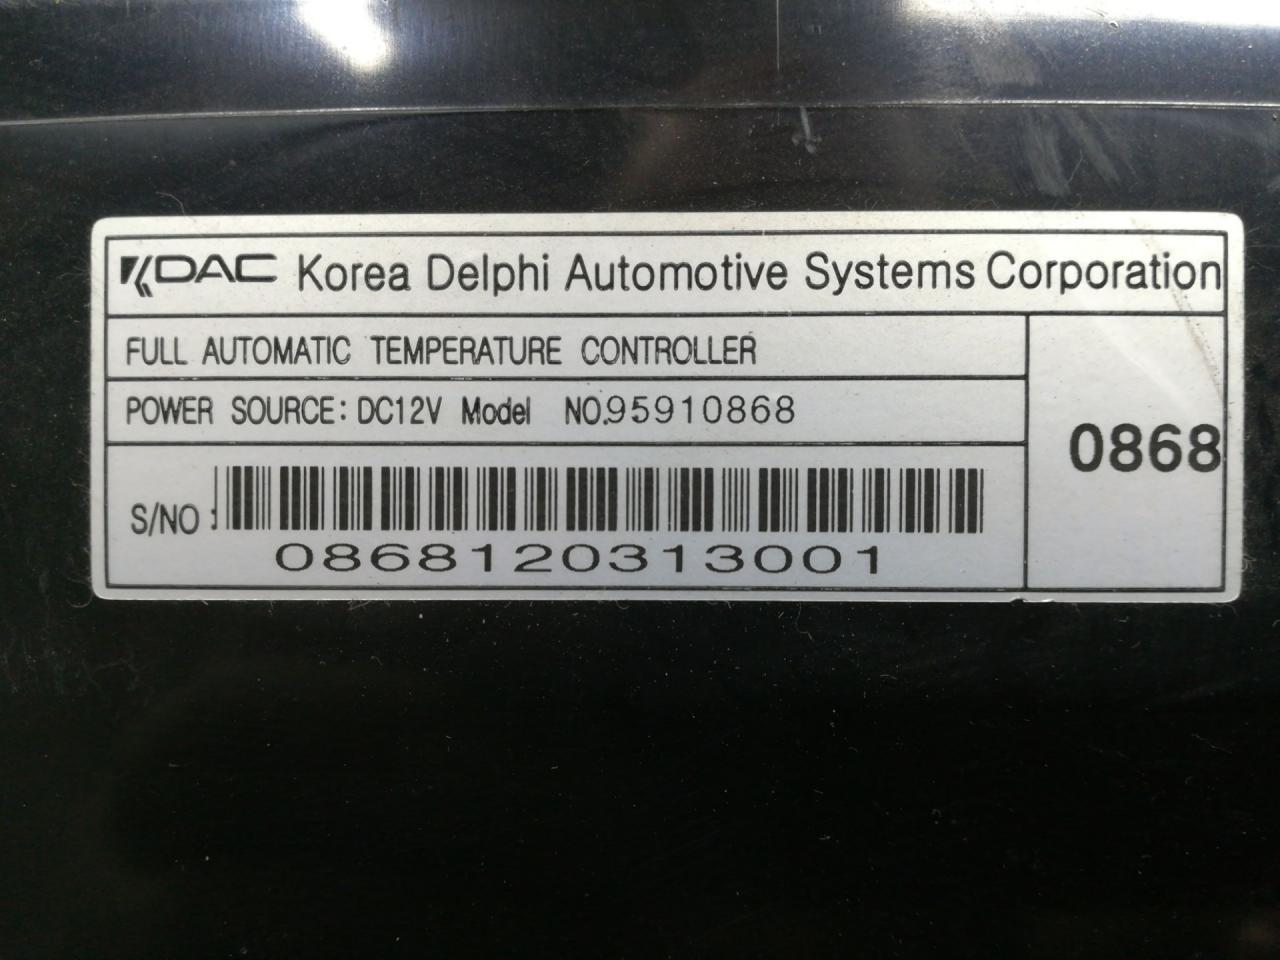 KDAC Korea Delphi Automotive Systems Corporation
FULL AUTOMATIC TEMPERATURE CONTROLLER
POWER SOURCE: DC12V Model NO.95910868
0868
S/NO :
0868120313001